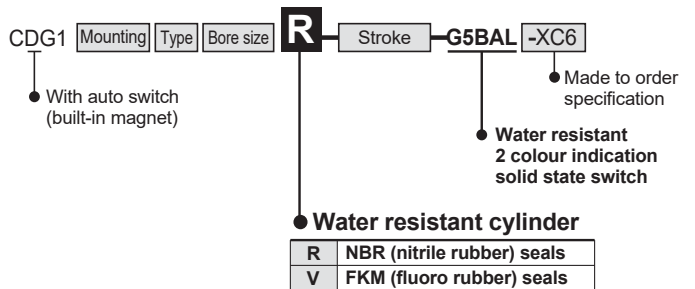 CDG1 Mounting Type Bore size R Stroke G5BAL -XC6
With auto switch
(built-in magnet)
Made to order
specification
Water resistant
2 colour indication
solid state switch
Water resistant cylinder
R NBR (nitrile rubber) seals
V FKM (fluoro rubber) seals